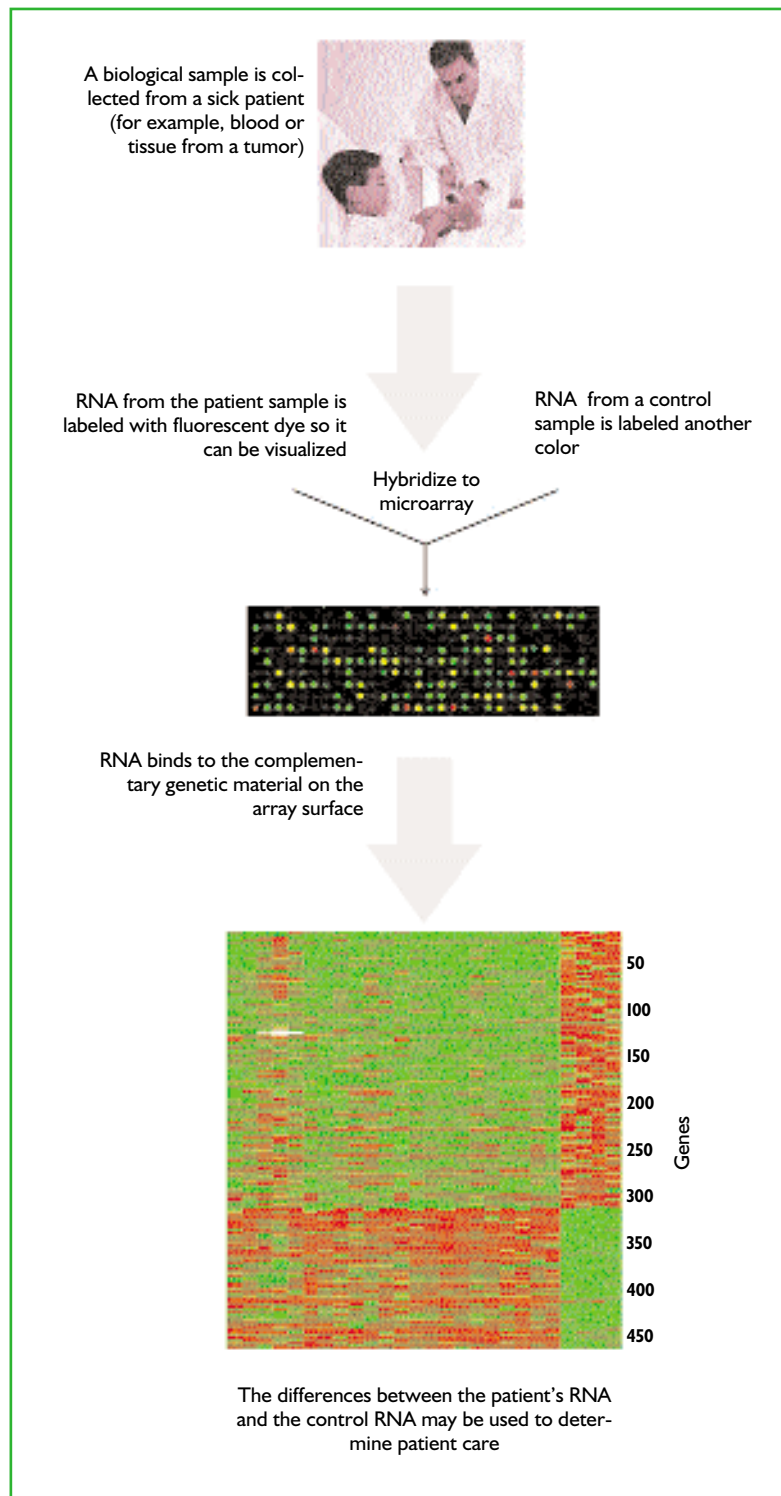 A biological sample is col-
lected from a sick patient
(for example, blood or
tissue from a tumor)
RNA from the patient sample is
labeled with fluorescent dye so it
can be visualized
RNA from a control
sample is labeled another
color
Hybridize to
microarray
RNA binds to the complemen-
tary genetic material on the
array surface
50
100
150
200
250
300
350
400
450
Genes
The differences between the patient's RNA
and the control RNA may be used to deter-
mine patient care